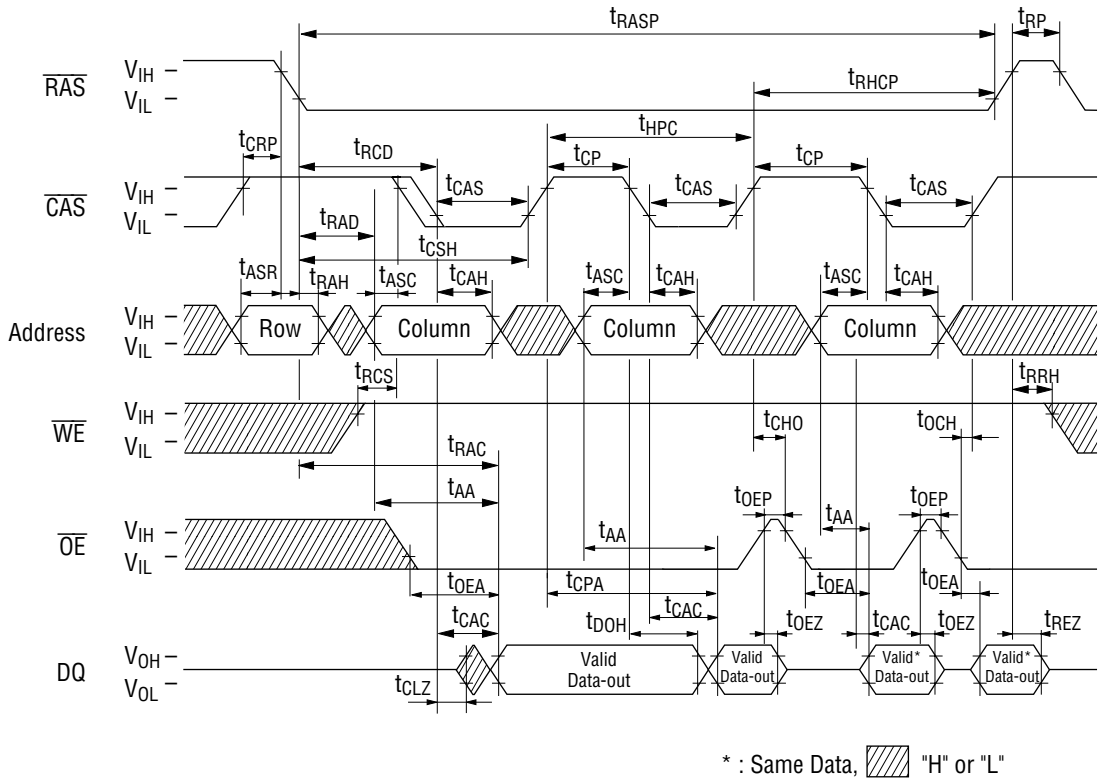 tRASP tRP
RAS VIH VIL
tRHCP
tHPC
tCRP tRCD tCP tCP
CAS VIH VIL
tCAS tCAS tCAS
tRAD
tCSH
tASR tRAH tASC tCAH tASC tCAH tASC tCAH
Address VIH VIL
Row Column Column Column
tRCS tRRH
WE VIH VIL
tCHO tOCH
tRAC
tAA tOEP tOEP
OE VIH VIL
tAA tAA
tOEA tCPA tOEA tOEA
tCAC tDOH tCAC tOEZ tCAC tOEZ tREZ
DQ VOH VOL
Valid Data-out
Valid Data-out
Valid* Data-out
Valid* Data-out
tCLZ
* : Same Data, "H" or "L"